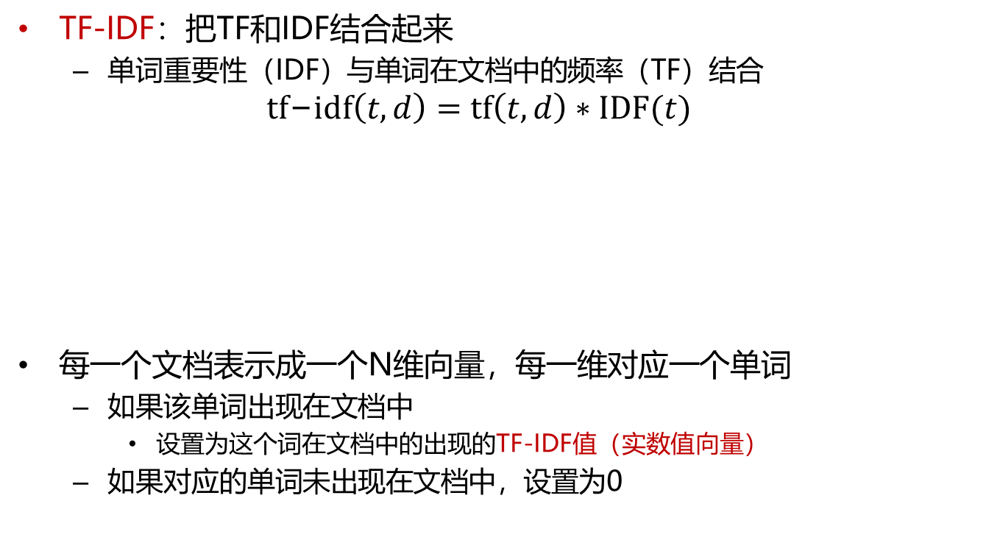 • TF-IDF：把TF和IDF结合起来
– 单词重要性（IDF）与单词在文档中的频率（TF）结合
tf−idf(t,d) = tf(t,d) ∗ IDF(t)
• 每一个文档表示成一个N维向量，每一维对应一个单词
– 如果该单词出现在文档中
• 设置为这个词在文档中的出现的TF-IDF值（实数值向量）
– 如果对应的单词未出现在文档中，设置为0